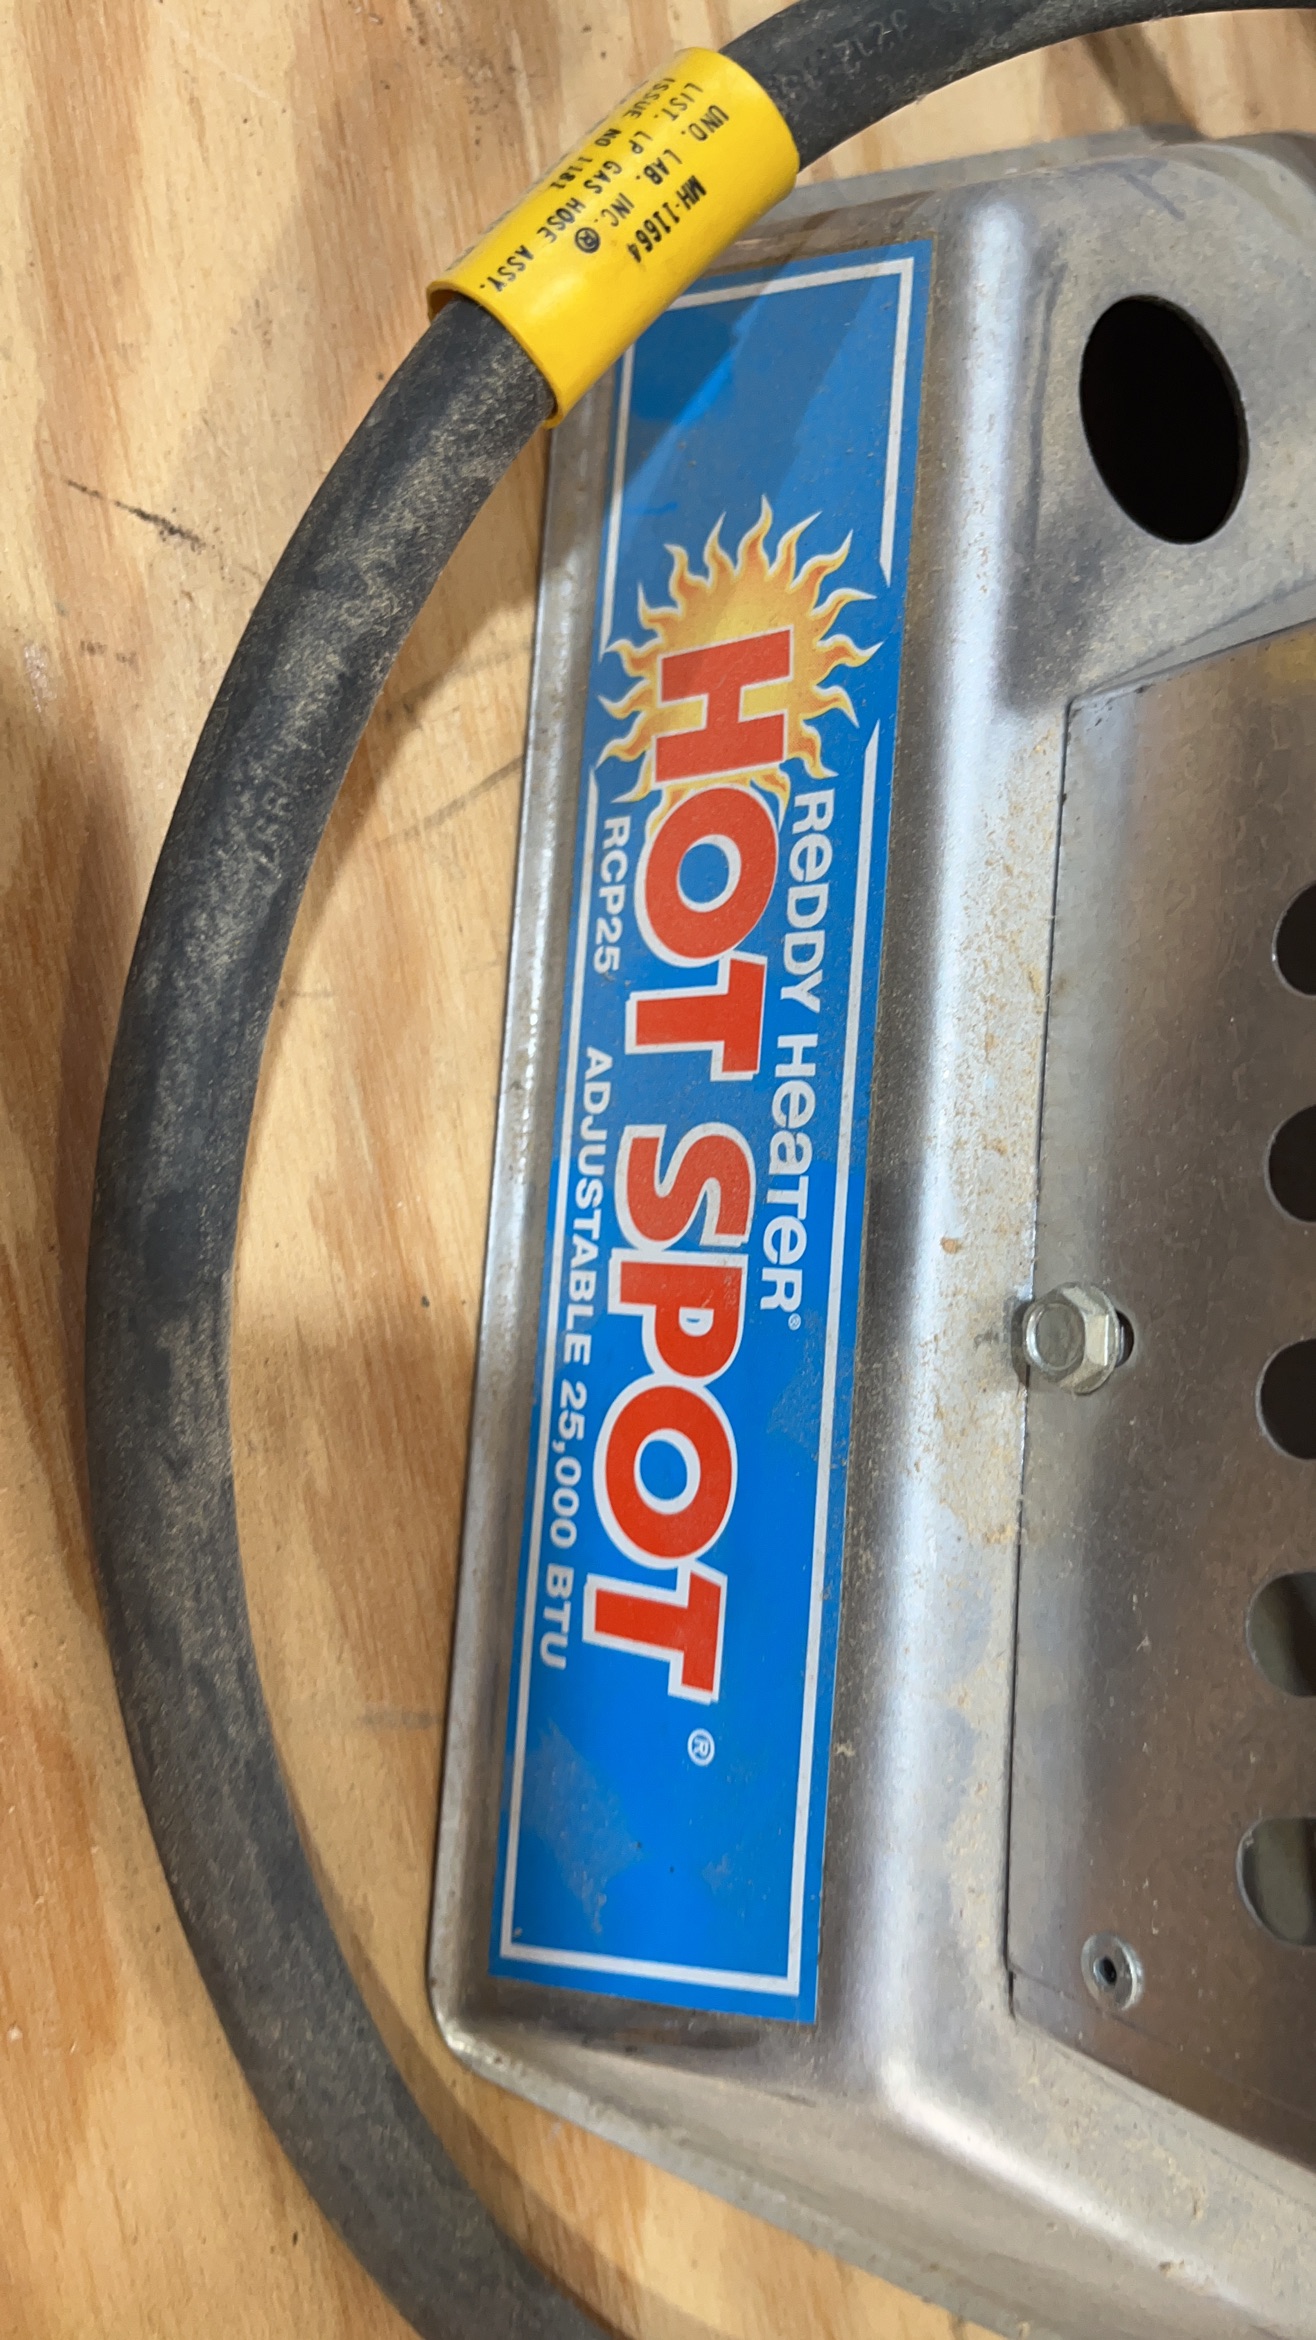 MH-11664
UND. LAB. INC.®
LIST. LP GAS HOSE ASSY.
ISSUE NO 1181
REDDY HEATER®
HOT SPOT®
RCP25 ADJUSTABLE 25,000 BTU